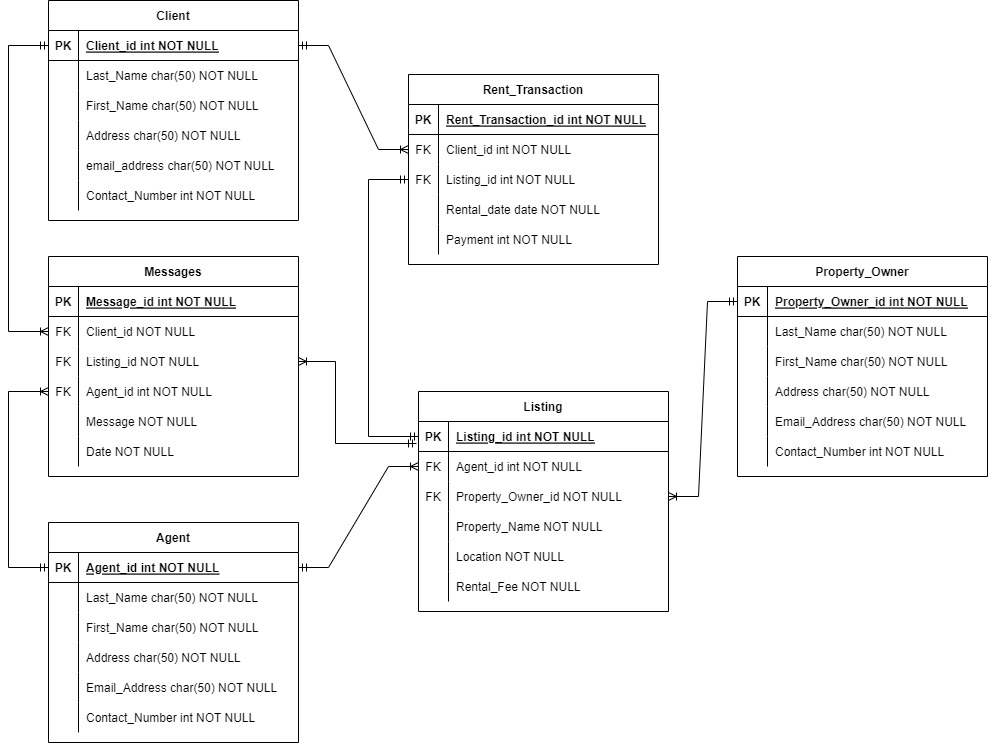 Client
PK Client_id int NOT NULL
Last_Name char(50) NOT NULL
First_Name char(50) NOT NULL
Address char(50) NOT NULL
email_address char(50) NOT NULL
Contact_Number int NOT NULL
Rent_Transaction
PK Rent_Transaction_id int NOT NULL
FK Client_id int NOT NULL
FK Listing_id int NOT NULL
Rental_date date NOT NULL
Payment int NOT NULL
Messages
PK Message_id int NOT NULL
FK Client_id NOT NULL
FK Listing_id NOT NULL
FK Agent_id int NOT NULL
Message NOT NULL
Date NOT NULL
Property_Owner
PK Property_Owner_id int NOT NULL
Last_Name char(50) NOT NULL
First_Name char(50) NOT NULL
Address char(50) NOT NULL
Email_Address char(50) NOT NULL
Contact_Number int NOT NULL
Listing
PK Listing_id int NOT NULL
FK Agent_id int NOT NULL
FK Property_Owner_id NOT NULL
Property_Name NOT NULL
Location NOT NULL
Rental_Fee NOT NULL
Agent
PK Agent_id int NOT NULL
Last_Name char(50) NOT NULL
First_Name char(50) NOT NULL
Address char(50) NOT NULL
Email_Address char(50) NOT NULL
Contact_Number int NOT NULL